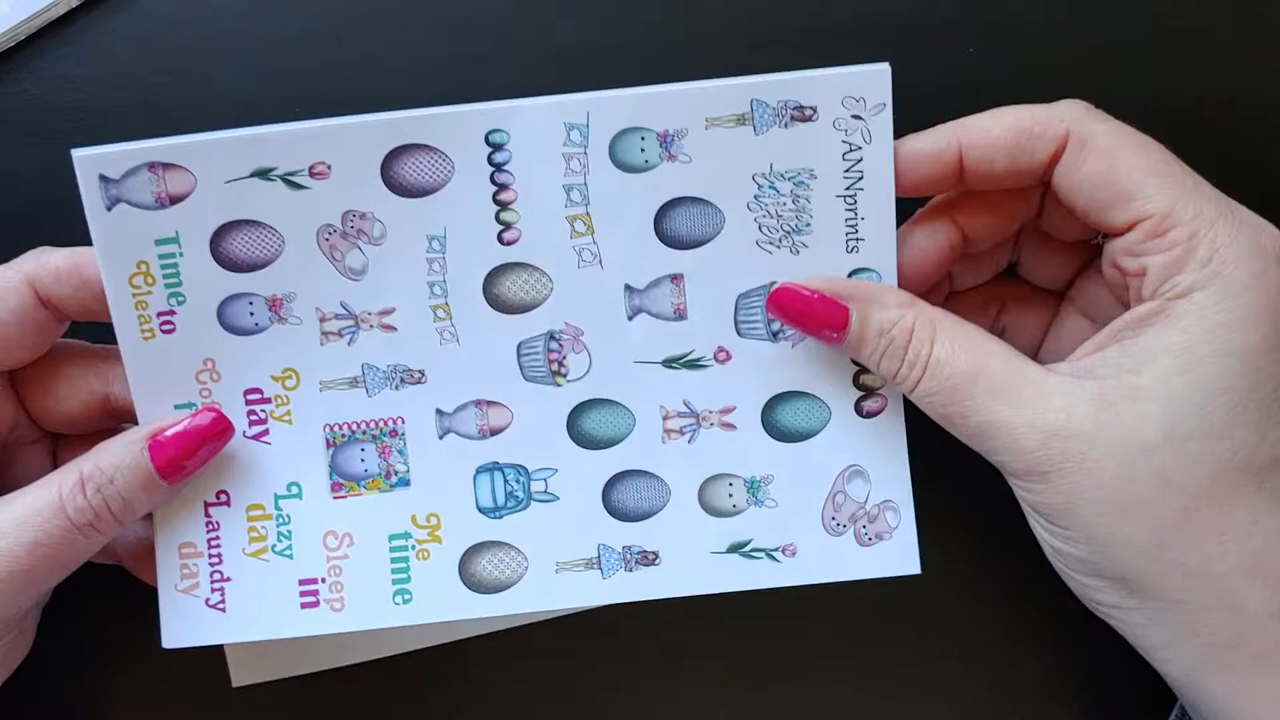 ANNprints
Happy
Easter
Me
time
Pay
day
Lazy
day
Sleep
in
Time to
Clean
Laundry
day